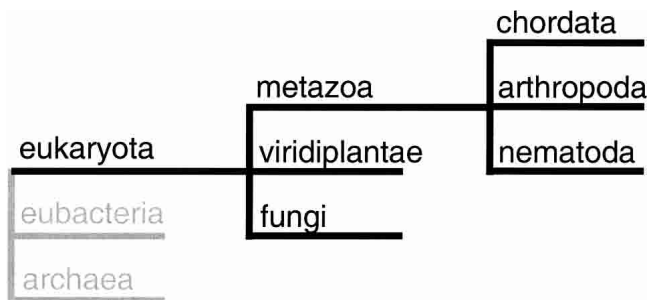 chordata
metazoa
arthropoda
eukaryota
viridiplantae
nematoda
eubacteria
fungi
archaea